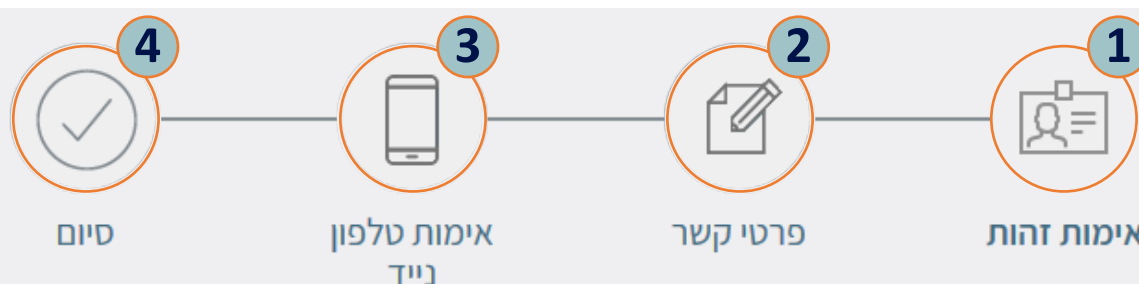 1
2
3
4
אימות זהות
פרטי קשר
אימות טלפון
נייד
סיום